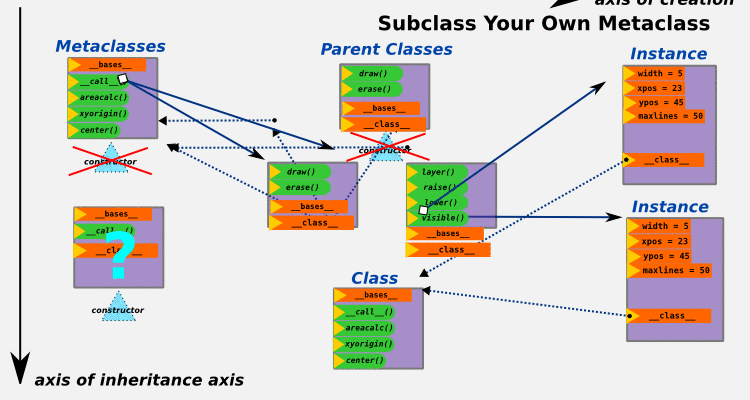 axis of creation
Subclass Your Own Metaclass
Metaclasses
__bases__
__call__
areacalc()
xyorigin()
center()
constructor
__bases__
__call__()
__class__
?
constructor
Parent Classes
draw()
erase()
__bases__
__class__
constructor
draw()
erase()
__bases__
__class__
layer()
raise()
lower()
visible()
__bases__
__class__
Class
__bases__
__call__()
areacalc()
xyorigin()
center()
Instance
width = 5
xpos = 23
ypos = 45
maxlines = 50
__class__
Instance
width = 5
xpos = 23
ypos = 45
maxlines = 50
__class__
axis of inheritance axis